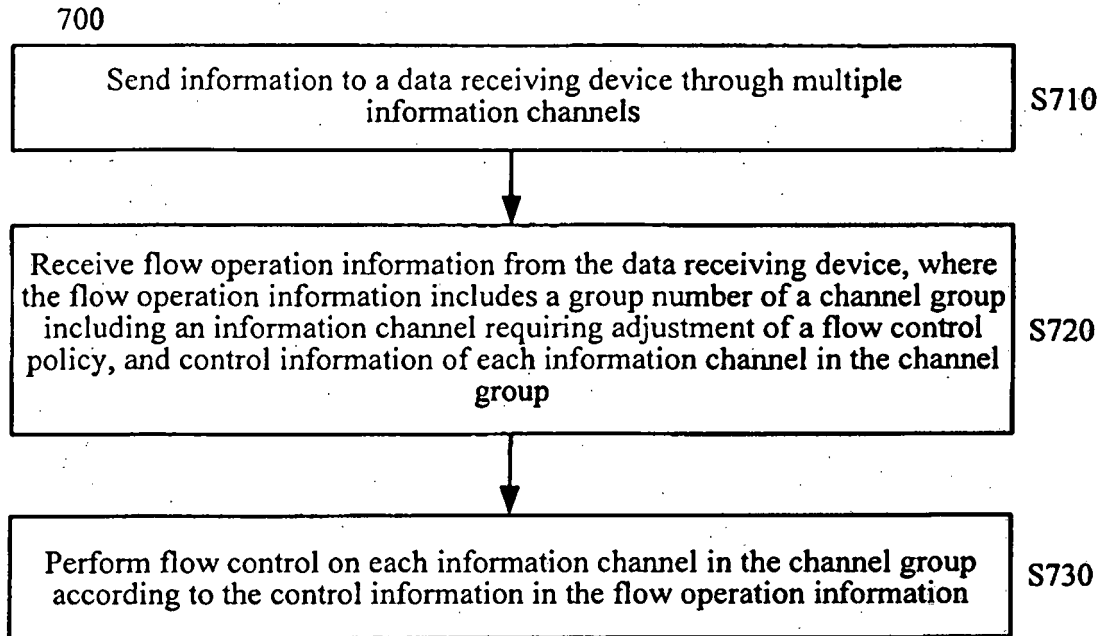 700
Send information to a data receiving device through multiple
information channels
S710
Receive flow operation information from the data receiving device, where
the flow operation information includes a group number of a channel group
including an information channel requiring adjustment of a flow control
policy, and control information of each information channel in the channel
group
S720
Perform flow control on each information channel in the channel group
according to the control information in the flow operation information
S730